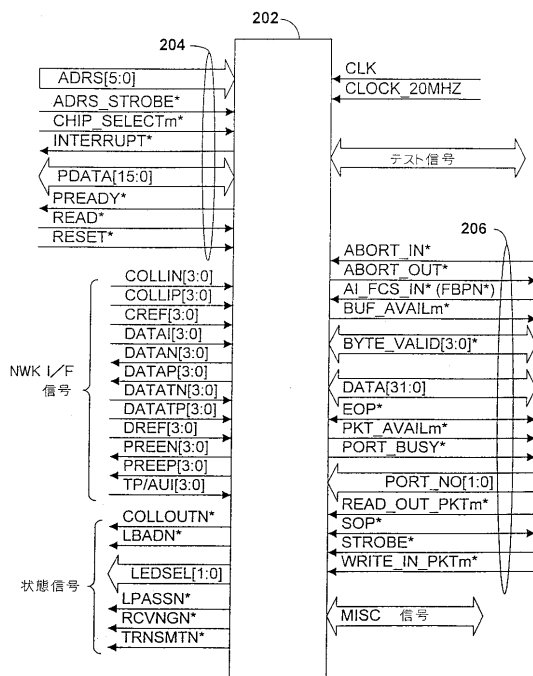 202
204
ADRS[5:0]
ADRS_STROBE*
CHIP_SELECTm*
INTERRUPT*
PDATA[15:0]
PREADY*
READ*
RESET*
CLK
CLOCK_20MHZ
テスト信号
206
ABORT_IN*
ABORT_OUT*
AI_FCS_IN* (FBPN*)
BUF_AVAILm*
BYTE_VALID[3:0]*
DATA[31:0]
EOP*
PKT_AVAILm*
PORT_BUSY*
PORT_NO[1:0]
READ_OUT_PKTm*
SOP*
STROBE*
WRITE_IN_PKTm*
MISC 信号
NWK I/F
信号
COLLIN[3:0]
COLLIP[3:0]
CREF[3:0]
DATAI[3:0]
DATAN[3:0]
DATAP[3:0]
DATATN[3:0]
DATATP[3:0]
DREF[3:0]
PREEN[3:0]
PREEP[3:0]
TP/AUI[3:0]
状態信号
COLLOUTN*
LBADN*
LEDSEL[1:0]
LPASSN*
RCVNGN*
TRNSMTN*